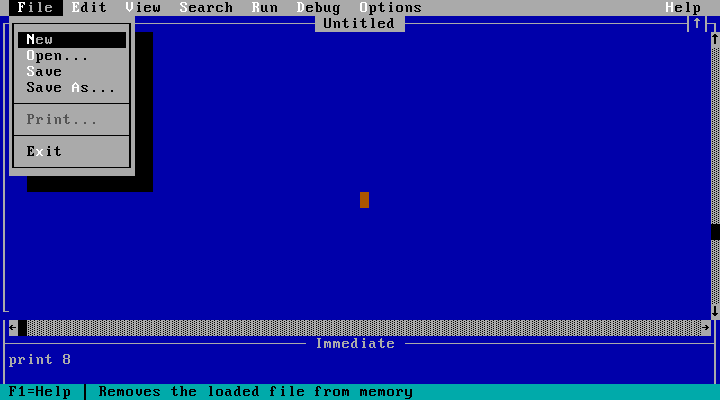 File Edit View Search Run Debug Options Help
Untitled
↑
New
Open...
Save
Save As...
Print...
Exit
Immediate
print 8
F1=Help | Removes the loaded file from memory